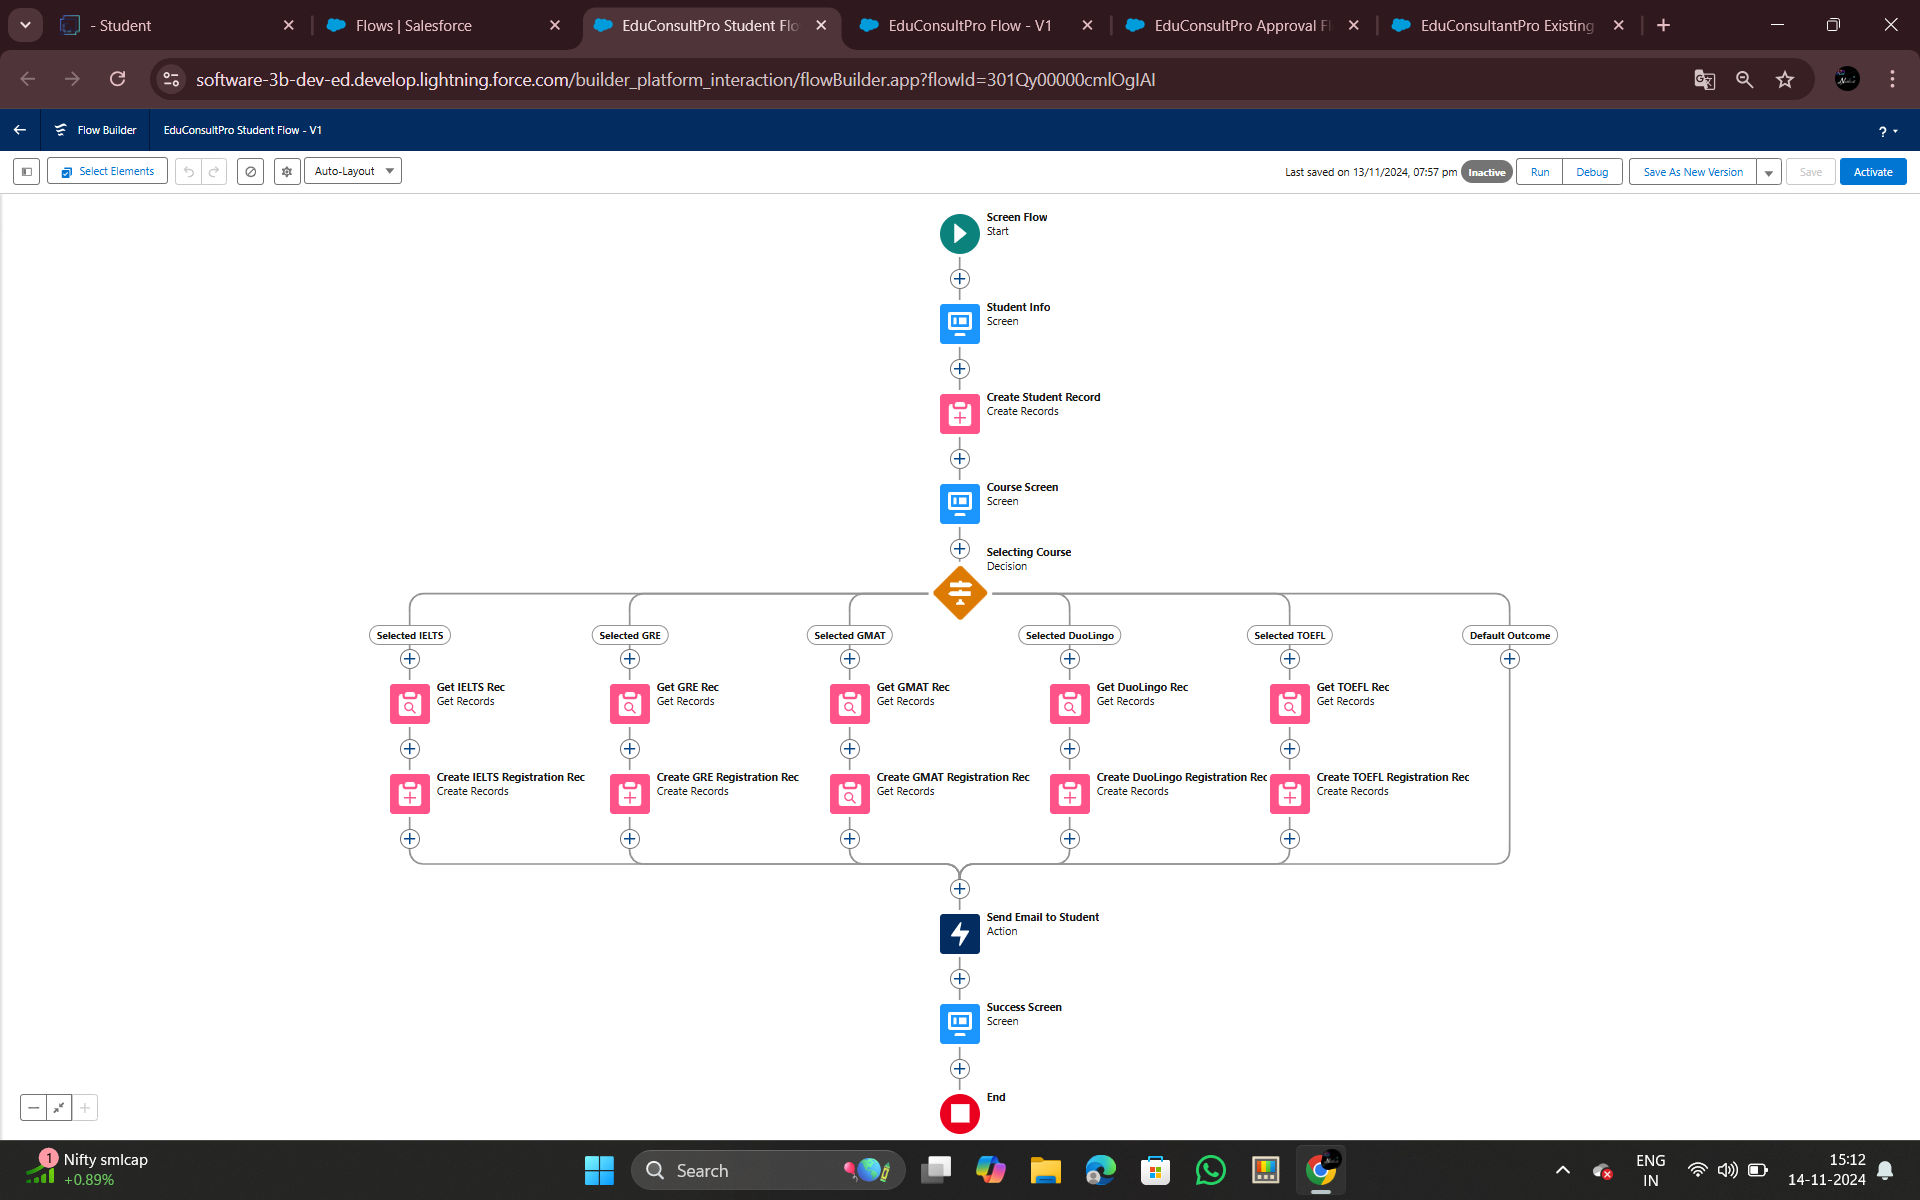 - Student
Flows | Salesforce
EduConsultPro Student Flo
EduConsultPro Flow - V1
EduConsultPro Approval Fl
EduConsultantPro Existing
software-3b-dev-ed.develop.lightning.force.com/builder_platform_interaction/flowBuilder.app?flowId=301Qy00000cmlOgIAI
Flow Builder
EduConsultPro Student Flow - V1
?
Select Elements
Auto-Layout
Last saved on 13/11/2024, 07:57 pm
Inactive
Run
Debug
Save As New Version
Save
Activate
Screen Flow
Start
Student Info
Screen
Create Student Record
Create Records
Course Screen
Screen
Selecting Course
Decision
Selected IELTS
Selected GRE
Selected GMAT
Selected DuoLingo
Selected TOEFL
Default Outcome
Get IELTS Rec
Get Records
Get GRE Rec
Get Records
Get GMAT Rec
Get Records
Get DuoLingo Rec
Get Records
Get TOEFL Rec
Get Records
Create IELTS Registration Rec
Create Records
Create GRE Registration Rec
Create Records
Create GMAT Registration Rec
Get Records
Create DuoLingo Registration Rec
Create Records
Create TOEFL Registration Rec
Create Records
Send Email to Student
Action
Success Screen
Screen
End
1
Nifty smlcap
+0.89%
Search
ENG
IN
15:12
14-11-2024